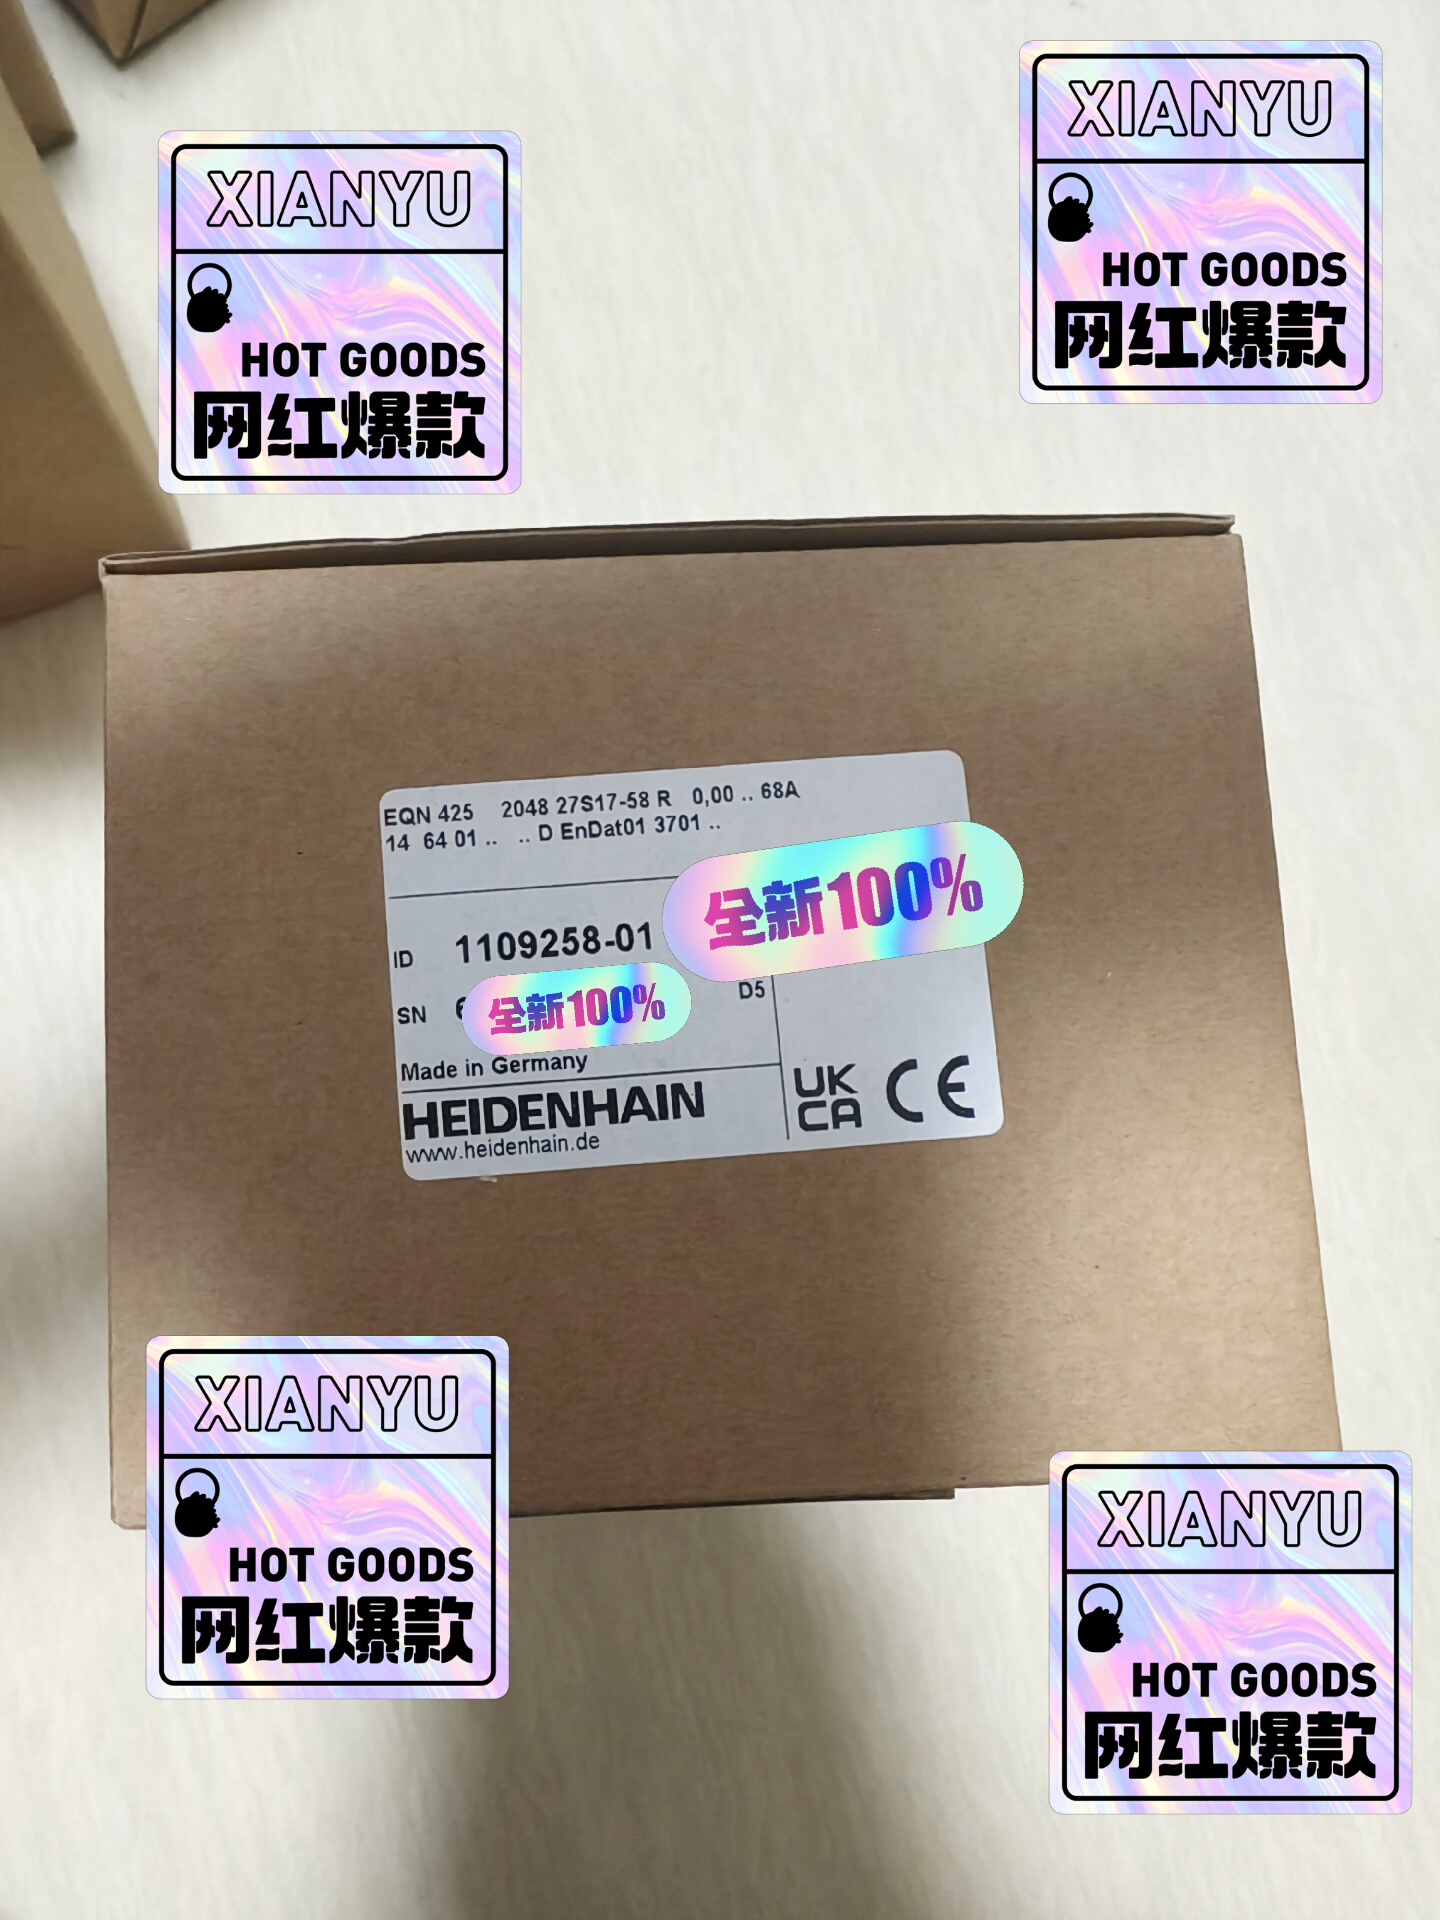 XIANYU
HOT GOODS
网红爆款
XIANYU
HOT GOODS
网红爆款
EQN 425 2048 27S17-58 R 0,00 .. 68A
14 64 01 .. .. D EnDat01 3701 ..
全新100%
ID 1109258-01
SN
全新100%
D5
Made in Germany
HEIDENHAIN
www.heidenhain.de
UK
CA
CE
XIANYU
HOT GOODS
网红爆款
XIANYU
HOT GOODS
网红爆款